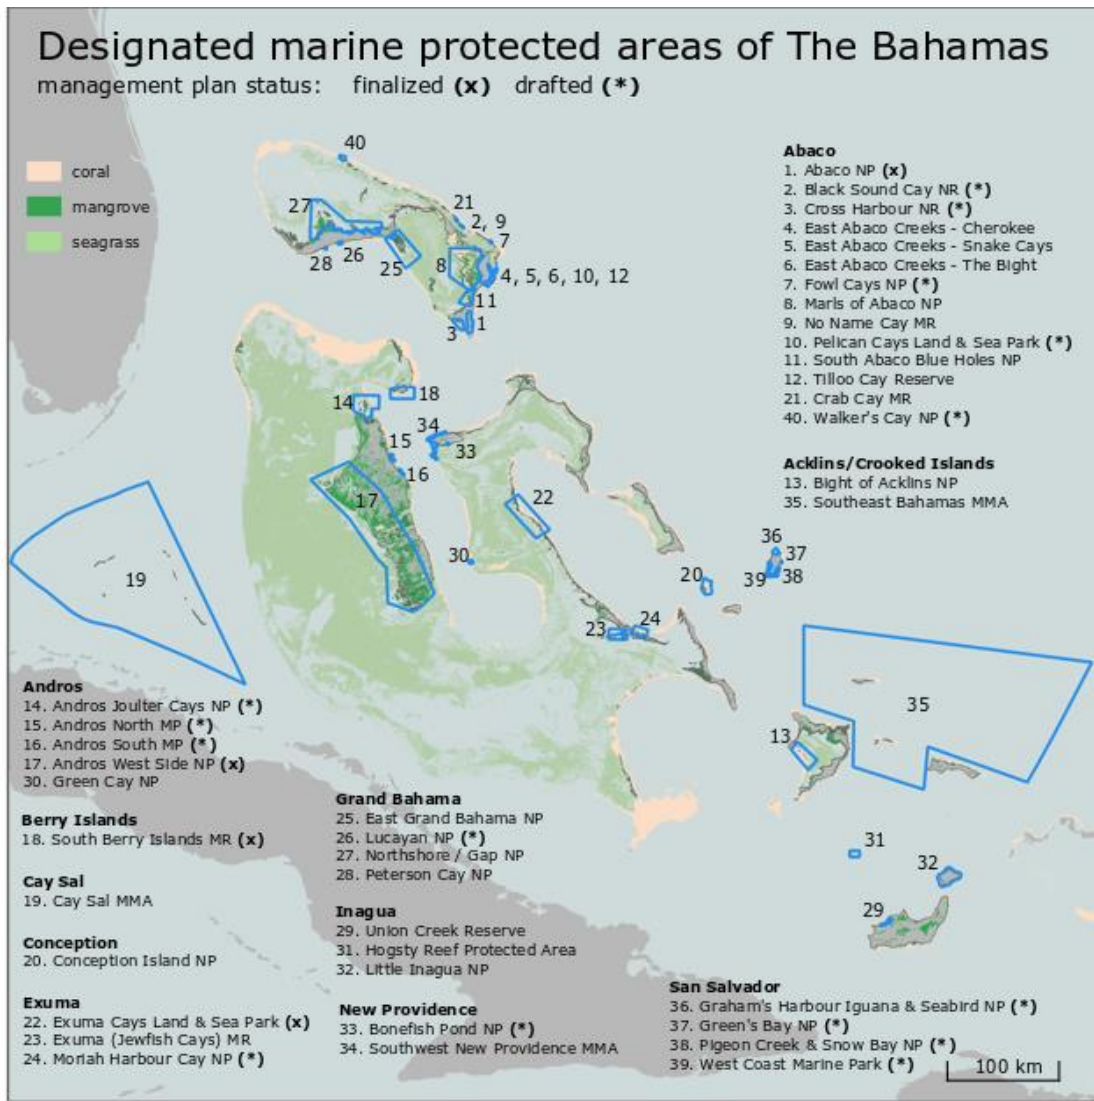 Designated marine protected areas of The Bahamas
management plan status: finalized (x) drafted (*)
coral
mangrove
seagrass
40
27
21
2, 9
7
26
28
25
8
4, 5, 6, 10, 12
11
3
1
18
14
34
15
33
16
17
22
30
19
36
37
39
38
20
23
24
35
13
31
32
29
Abaco
1. Abaco NP (x)
2. Black Sound Cay NR (*)
3. Cross Harbour NR (*)
4. East Abaco Creeks - Cherokee
5. East Abaco Creeks - Snake Cays
6. East Abaco Creeks - The Bight
7. Fowl Cays NP (*)
8. Marls of Abaco NP
9. No Name Cay MR
10. Pelican Cays Land & Sea Park (*)
11. South Abaco Blue Holes NP
12. Tilloo Cay Reserve
21. Crab Cay MR
40. Walker's Cay NP (*)
Acklins/Crooked Islands
13. Bight of Acklins NP
35. Southeast Bahamas MMA
Andros
14. Andros Joulter Cays NP (*)
15. Andros North MP (*)
16. Andros South MP (*)
17. Andros West Side NP (x)
30. Green Cay NP
Berry Islands
18. South Berry Islands MR (x)
Cay Sal
19. Cay Sal MMA
Conception
20. Conception Island NP
Exuma
22. Exuma Cays Land & Sea Park (x)
23. Exuma (Jewfish Cays) MR
24. Moriah Harbour Cay NP (*)
Grand Bahama
25. East Grand Bahama NP
26. Lucayan NP (*)
27. Northshore / Gap NP
28. Peterson Cay NP
Inagua
29. Union Creek Reserve
31. Hogsty Reef Protected Area
32. Little Inagua NP
New Providence
33. Bonefish Pond NP (*)
34. Southwest New Providence MMA
San Salvador
36. Graham's Harbour Iguana & Seabird NP (*)
37. Green's Bay NP (*)
38. Pigeon Creek & Snow Bay NP (*)
39. West Coast Marine Park (*)
100 km